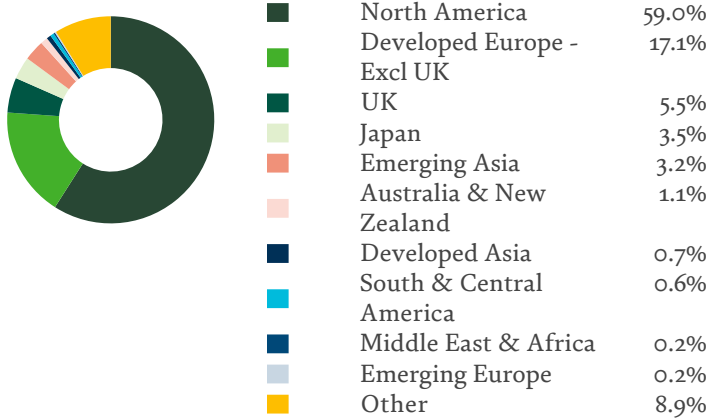 North America 59.0%
Developed Europe - 17.1%
Excl UK
UK 5.5%
Japan 3.5%
Emerging Asia 3.2%
Australia & New 1.1%
Zealand
Developed Asia 0.7%
South & Central 0.6%
America
Middle East & Africa 0.2%
Emerging Europe 0.2%
Other 8.9%